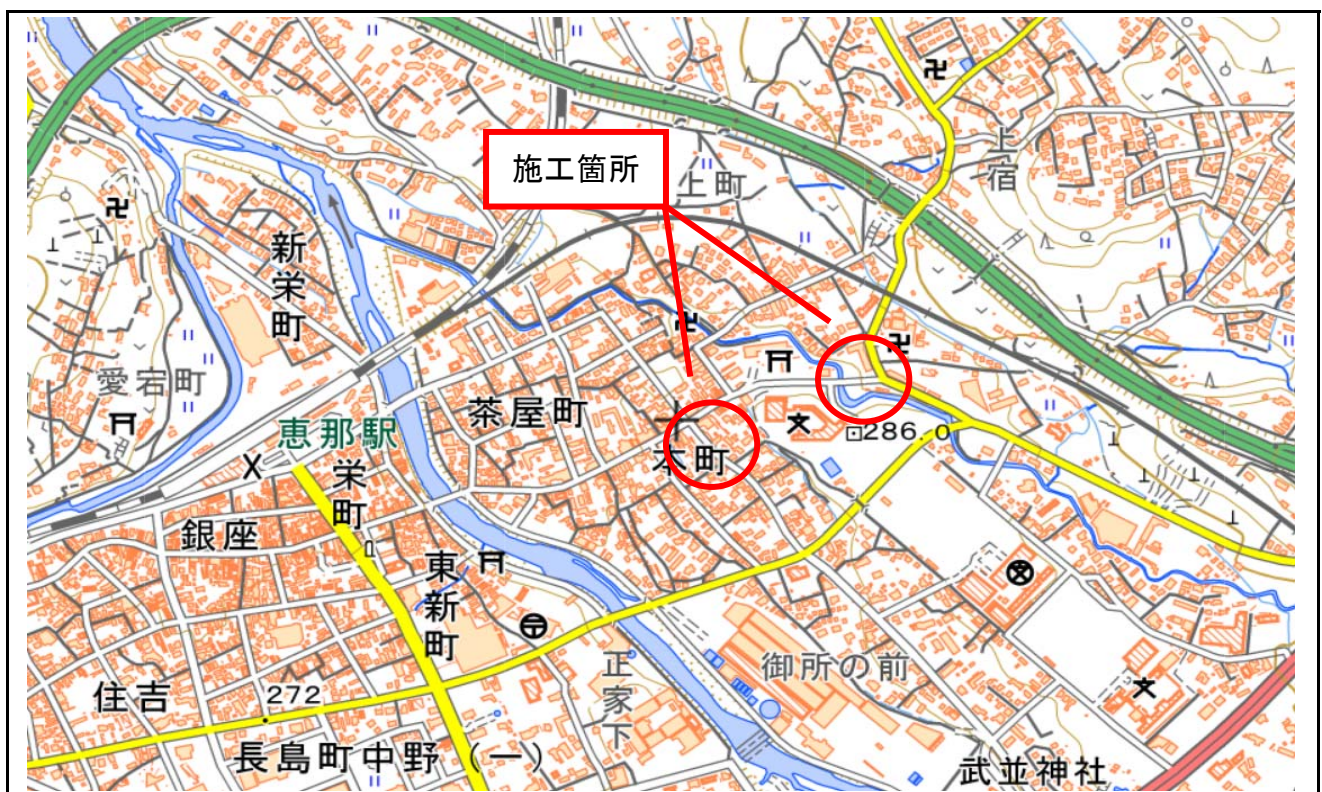 施工箇所
上町
上宿
新栄町
愛宕町
茶屋町
恵那駅
本町
286.0
栄町
銀座
東新町
正家下
御所の前
住吉
272
長島町中野(一)
武並神社